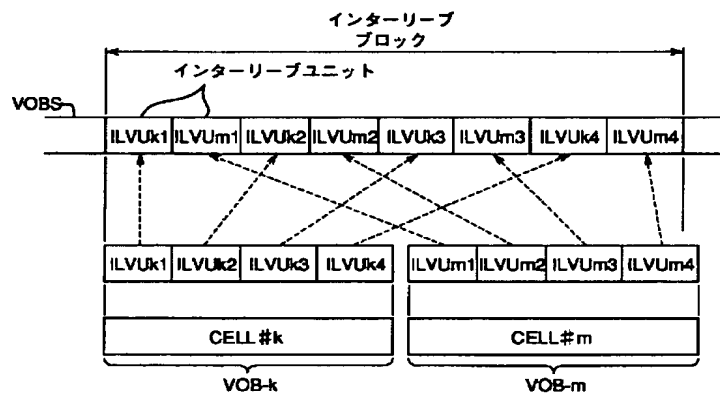 インターリーブ
ブロック
インターリーブユニット
VOBS
ILVUk1 ILVUm1 ILVUk2 ILVUm2 ILVUk3 ILVUm3 ILVUk4 ILVUm4
ILVUk1 ILVUk2 ILVUk3 ILVUk4 ILVUm1 ILVUm2 ILVUm3 ILVUm4
CELL#k CELL#m
VOB-k VOB-m